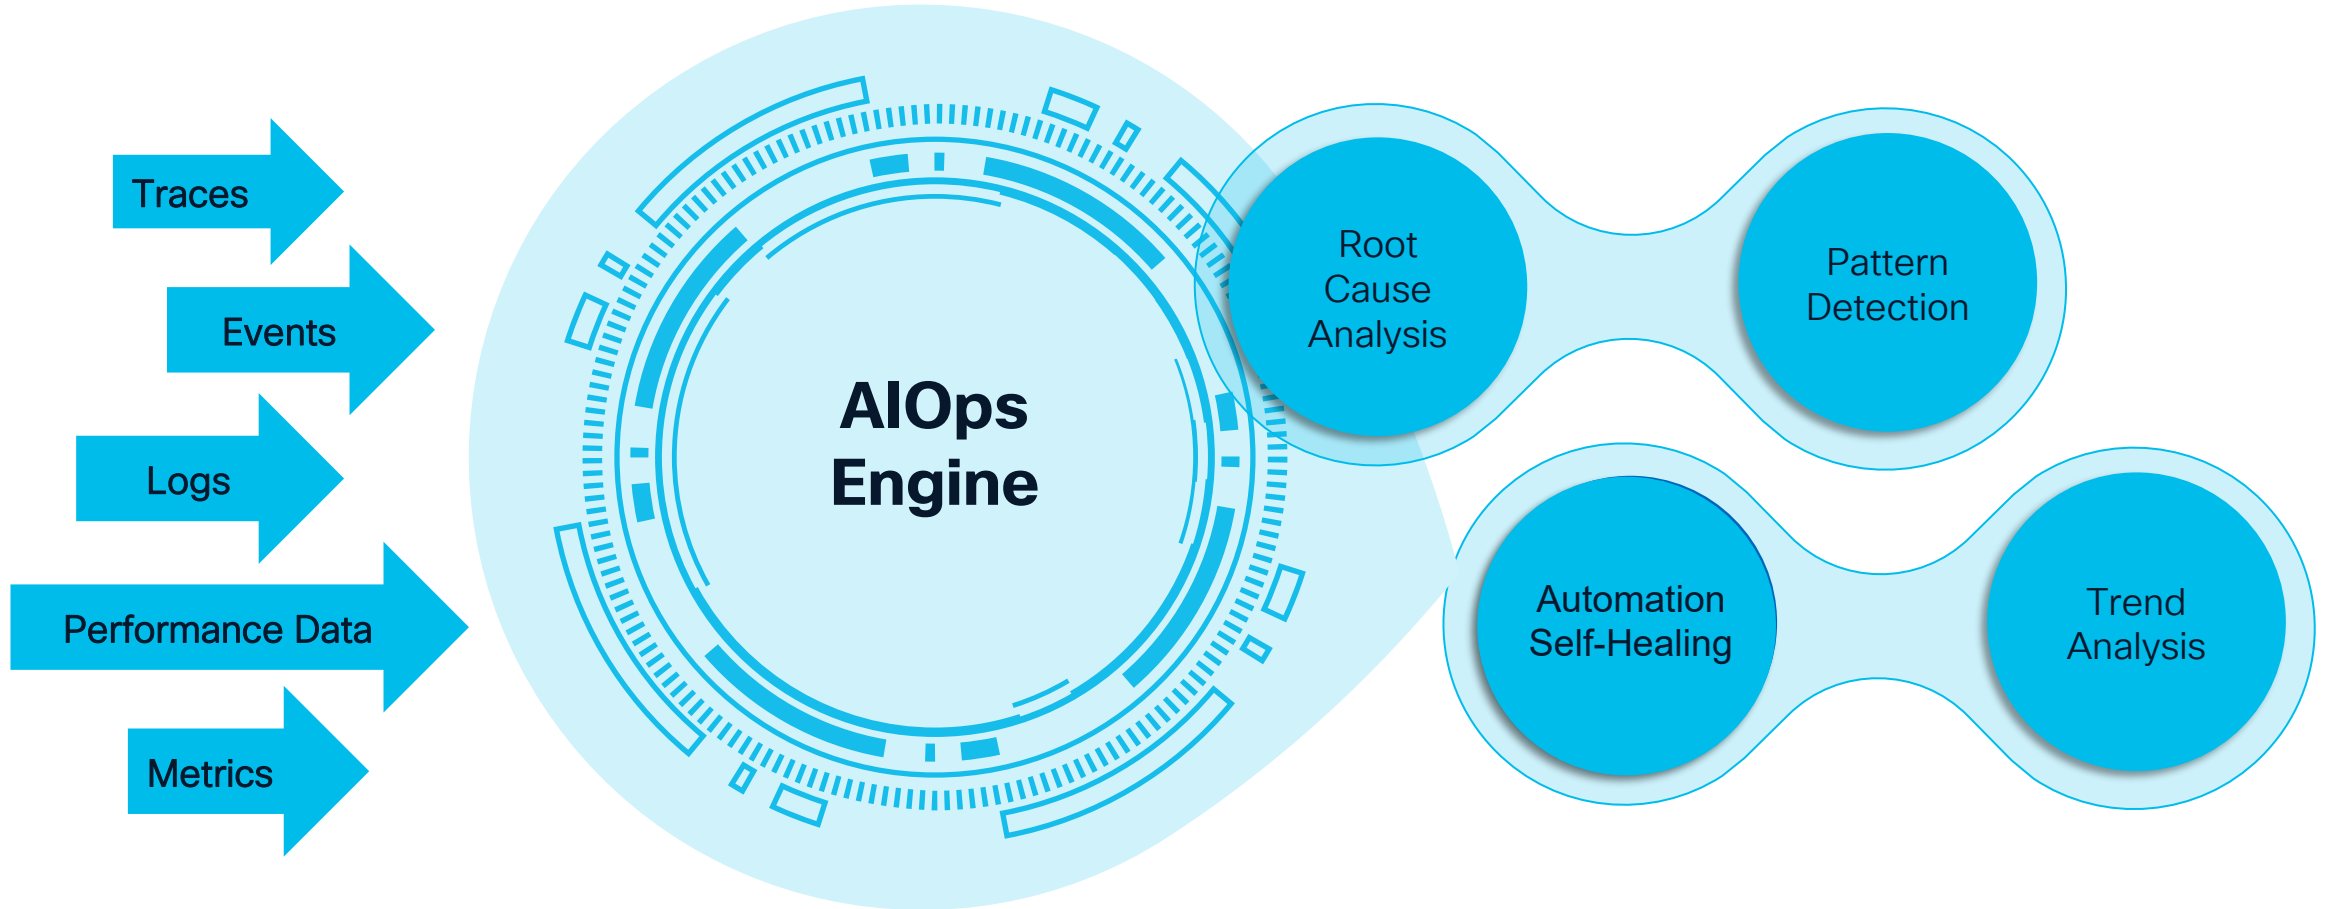 Traces
Events
Logs
Performance Data
Metrics
AIOps
Engine
Root
Cause
Analysis
Pattern
Detection
Automation
Self-Healing
Trend
Analysis